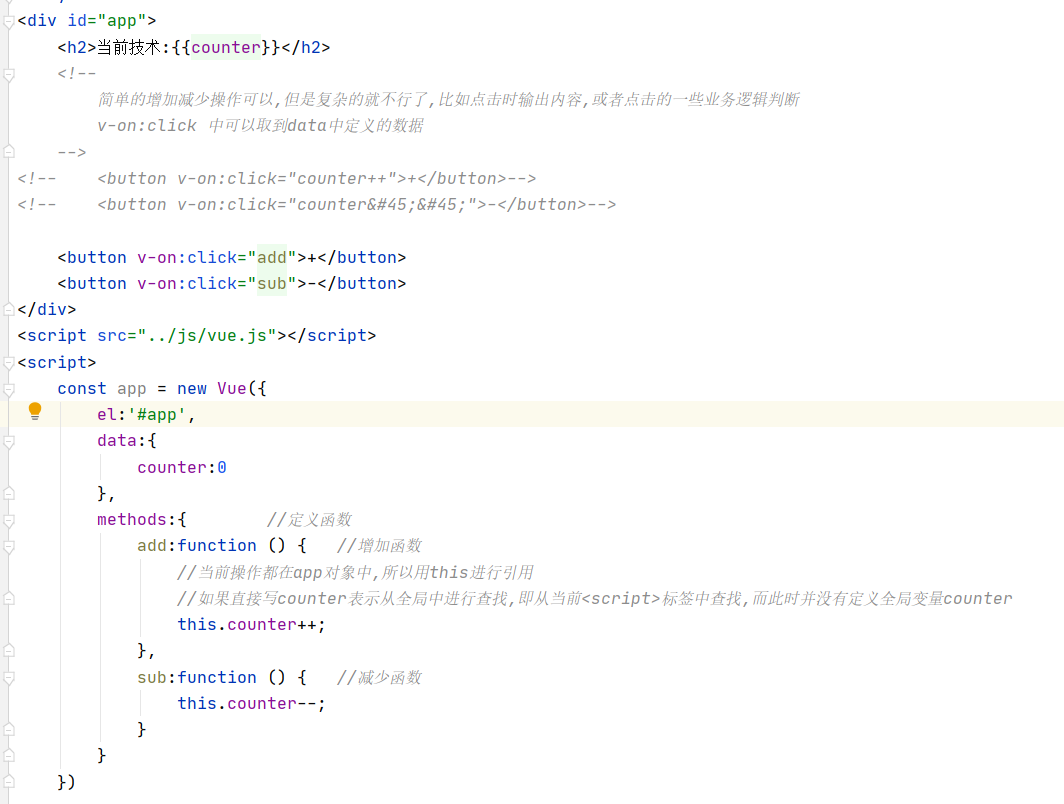 <div id="app">
    <h2>当前技术:{{counter}}</h2>
    <!--
        简单的增加减少操作可以,但是复杂的就不行了,比如点击时输出内容,或者点击的一些业务逻辑判断
        v-on:click 中可以取到data中定义的数据
    -->
<!--    <button v-on:click="counter++">+</button>-->
<!--    <button v-on:click="counter&#45;&#45;">-</button>-->

    <button v-on:click="add">+</button>
    <button v-on:click="sub">-</button>
</div>
<script src="../js/vue.js"></script>
<script>
    const app = new Vue({
        el:'#app',
        data:{
            counter:0
        },
        methods:{        //定义函数
            add:function () {   //增加函数
                //当前操作都在app对象中,所以用this进行引用
                //如果直接写counter表示从全局中进行查找,即从当前<script>标签中查找,而此时并没有定义全局变量counter
                this.counter++;
            },
            sub:function () {   //减少函数
                this.counter--;
            }
        }
    })